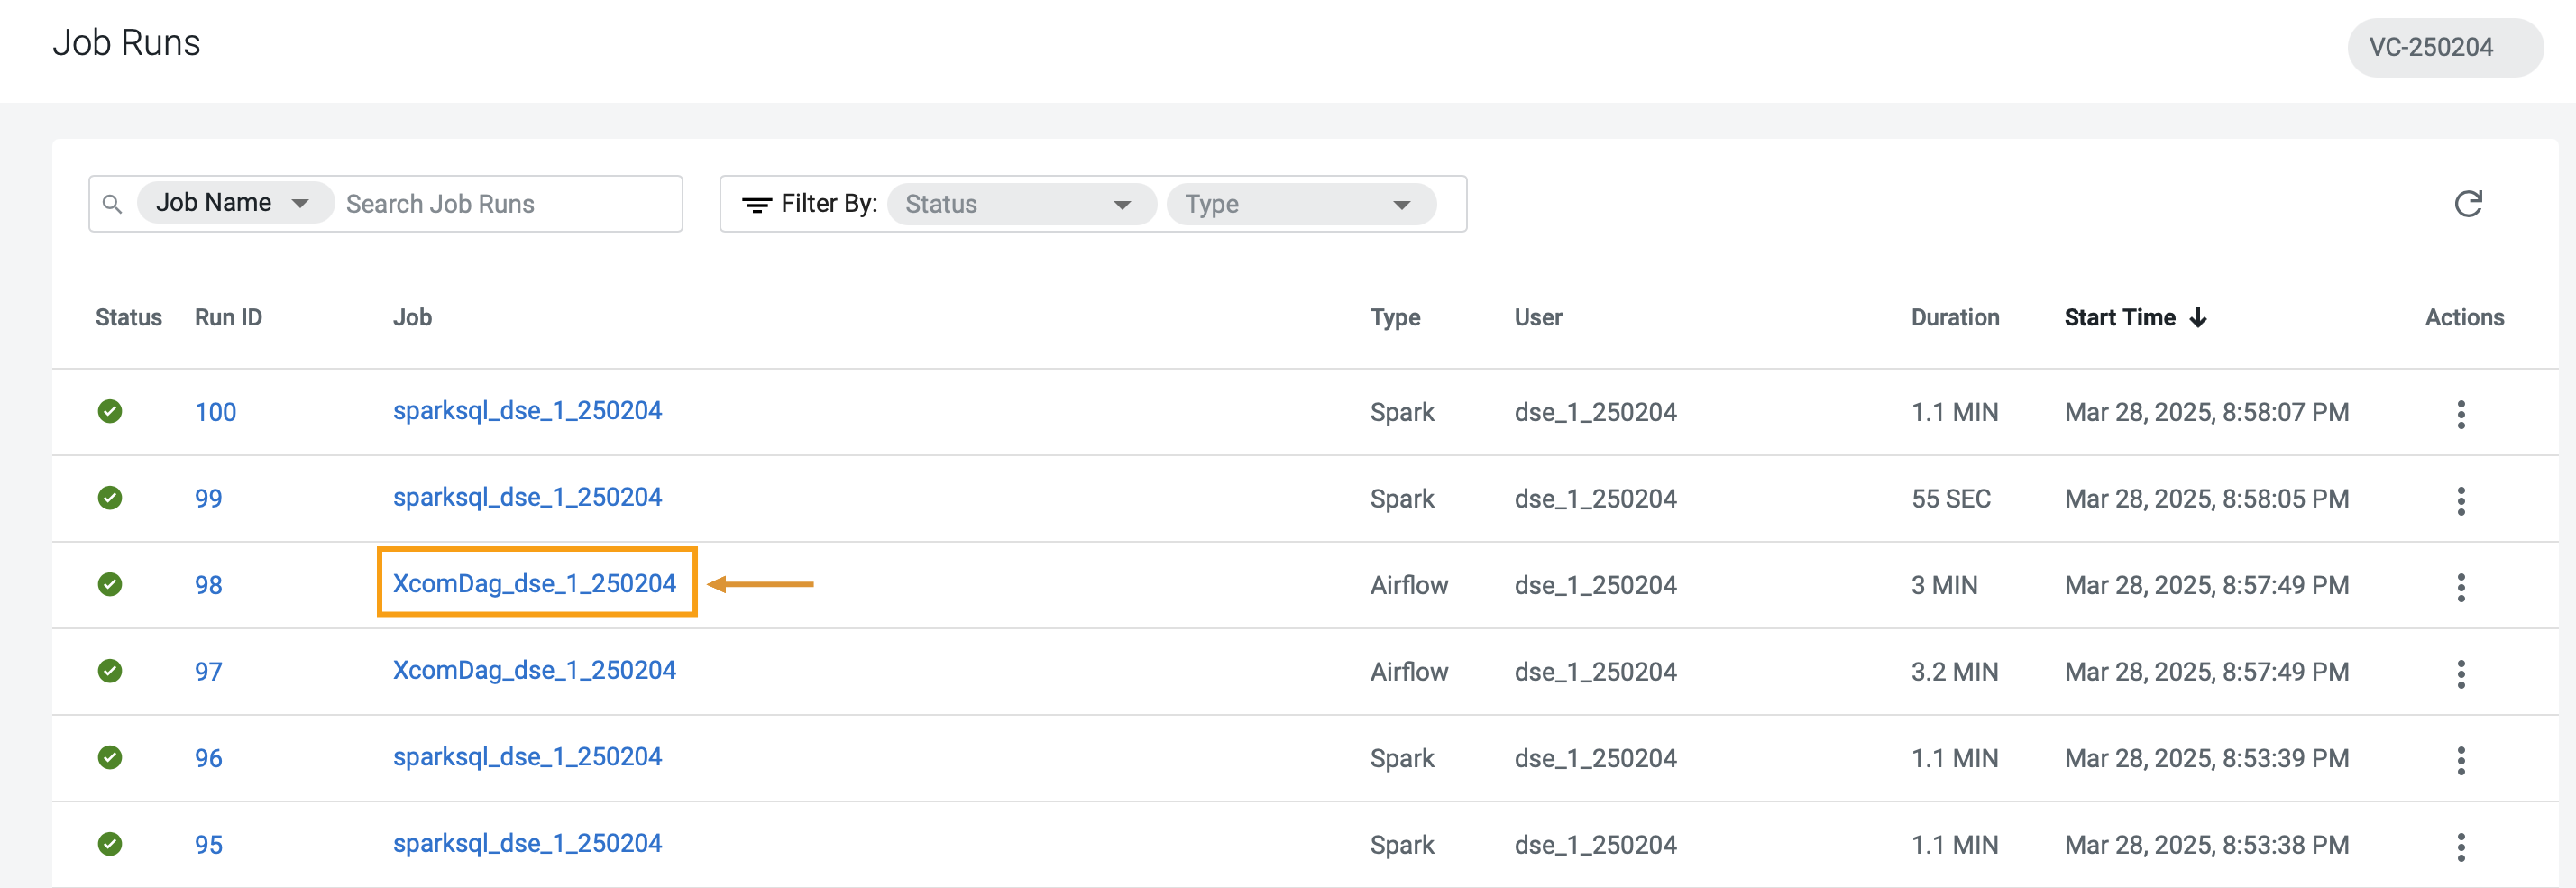 Job Runs
VC-250204
Job Name Search Job Runs Filter By: Status Type
Status Run ID Job Type User Duration Start Time Actions
100 sparksql_dse_1_250204 Spark dse_1_250204 1.1 MIN Mar 28, 2025, 8:58:07 PM
99 sparksql_dse_1_250204 Spark dse_1_250204 55 SEC Mar 28, 2025, 8:58:05 PM
98 XcomDag_dse_1_250204 Airflow dse_1_250204 3 MIN Mar 28, 2025, 8:57:49 PM
97 XcomDag_dse_1_250204 Airflow dse_1_250204 3.2 MIN Mar 28, 2025, 8:57:49 PM
96 sparksql_dse_1_250204 Spark dse_1_250204 1.1 MIN Mar 28, 2025, 8:53:39 PM
95 sparksql_dse_1_250204 Spark dse_1_250204 1.1 MIN Mar 28, 2025, 8:53:38 PM